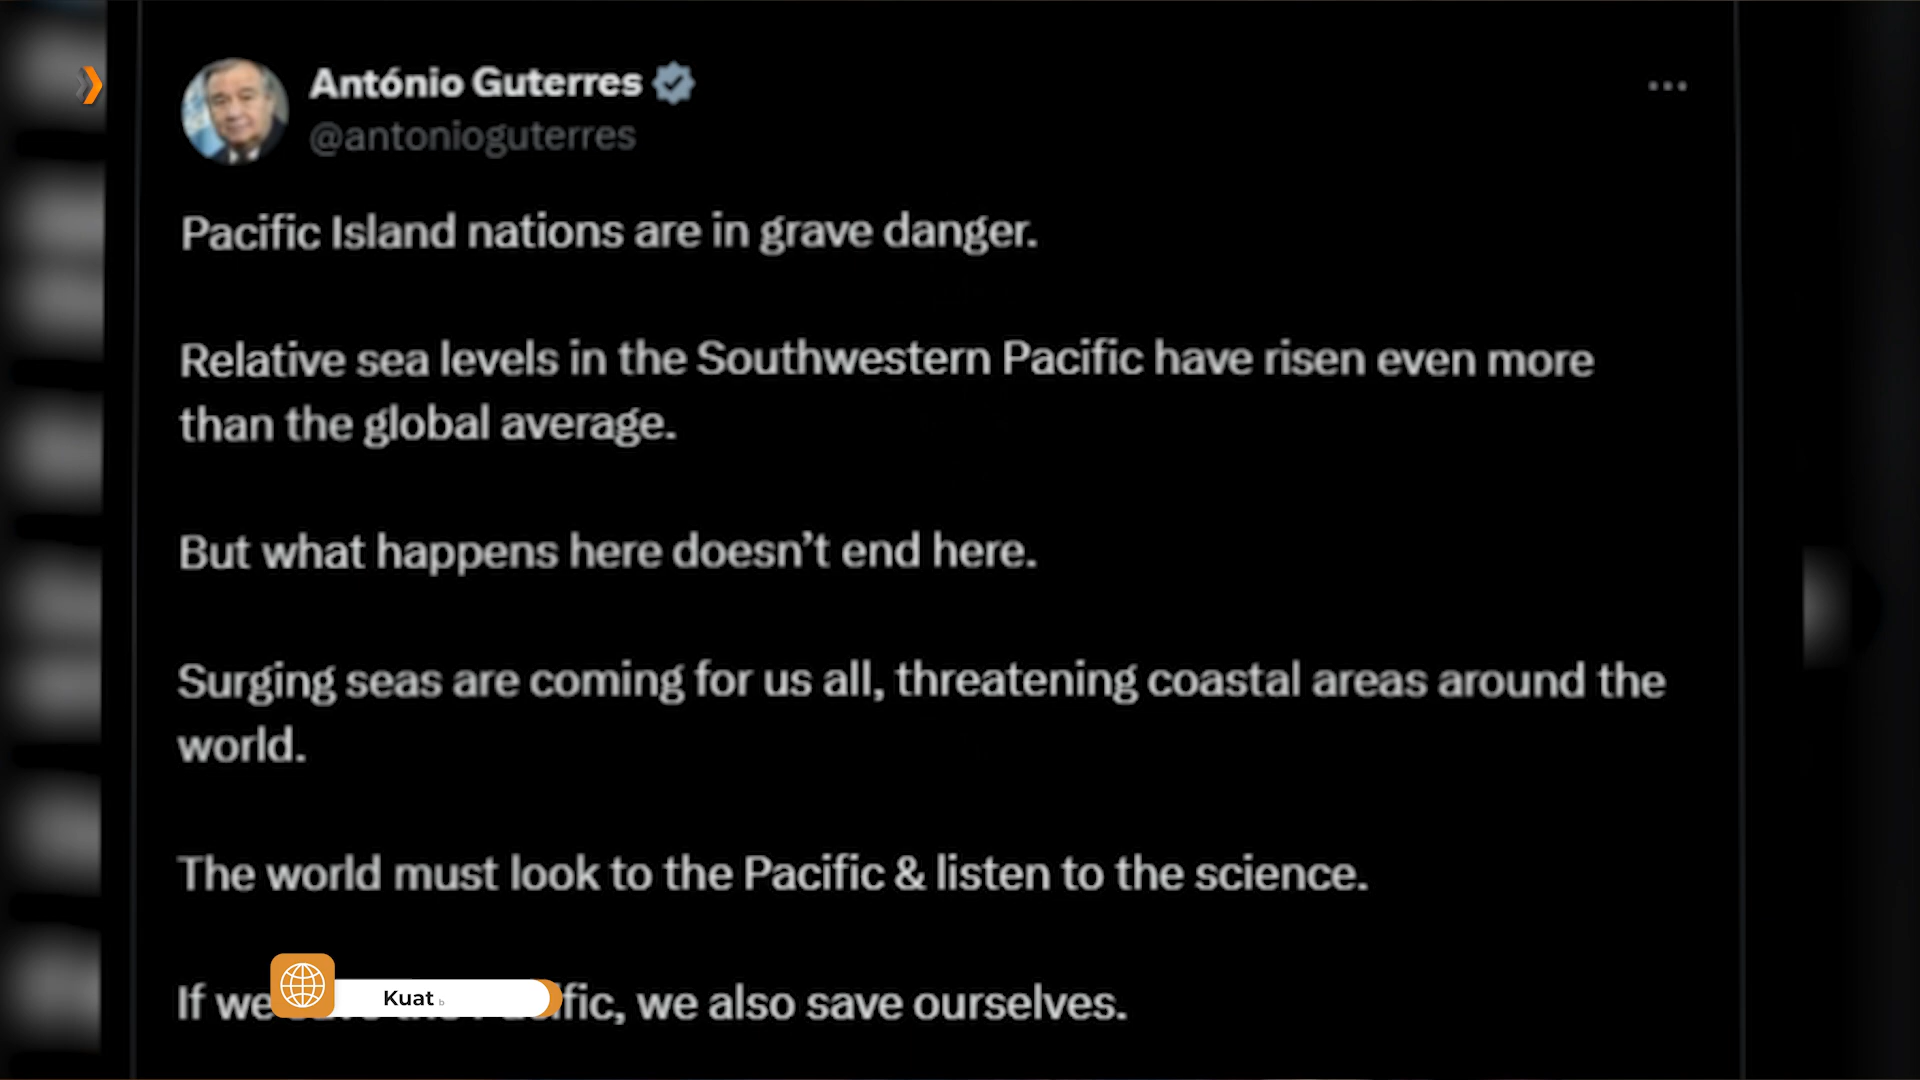 António Guterres
@antonioguterres
Pacific Island nations are in grave danger.
Relative sea levels in the Southwestern Pacific have risen even more
than the global average.
But what happens here doesn’t end here.
Surging seas are coming for us all, threatening coastal areas around the
world.
The world must look to the Pacific & listen to the science.
If we fic, we also save ourselves.
Kuat b